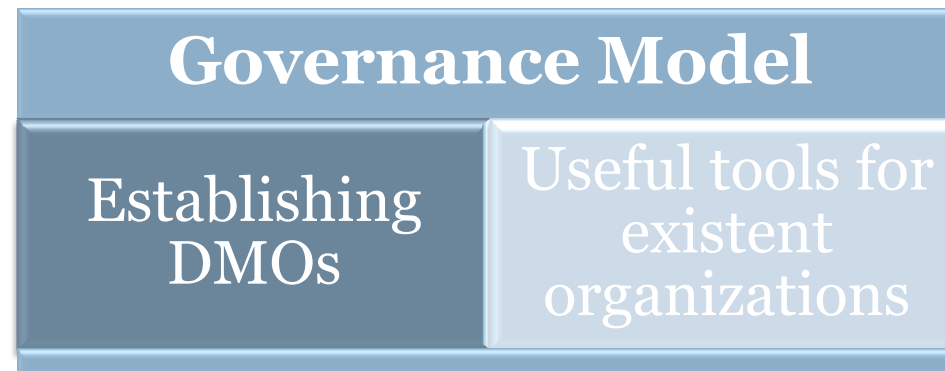 Governance Model
Establishing
DMOs
Useful tools for
existent
organizations